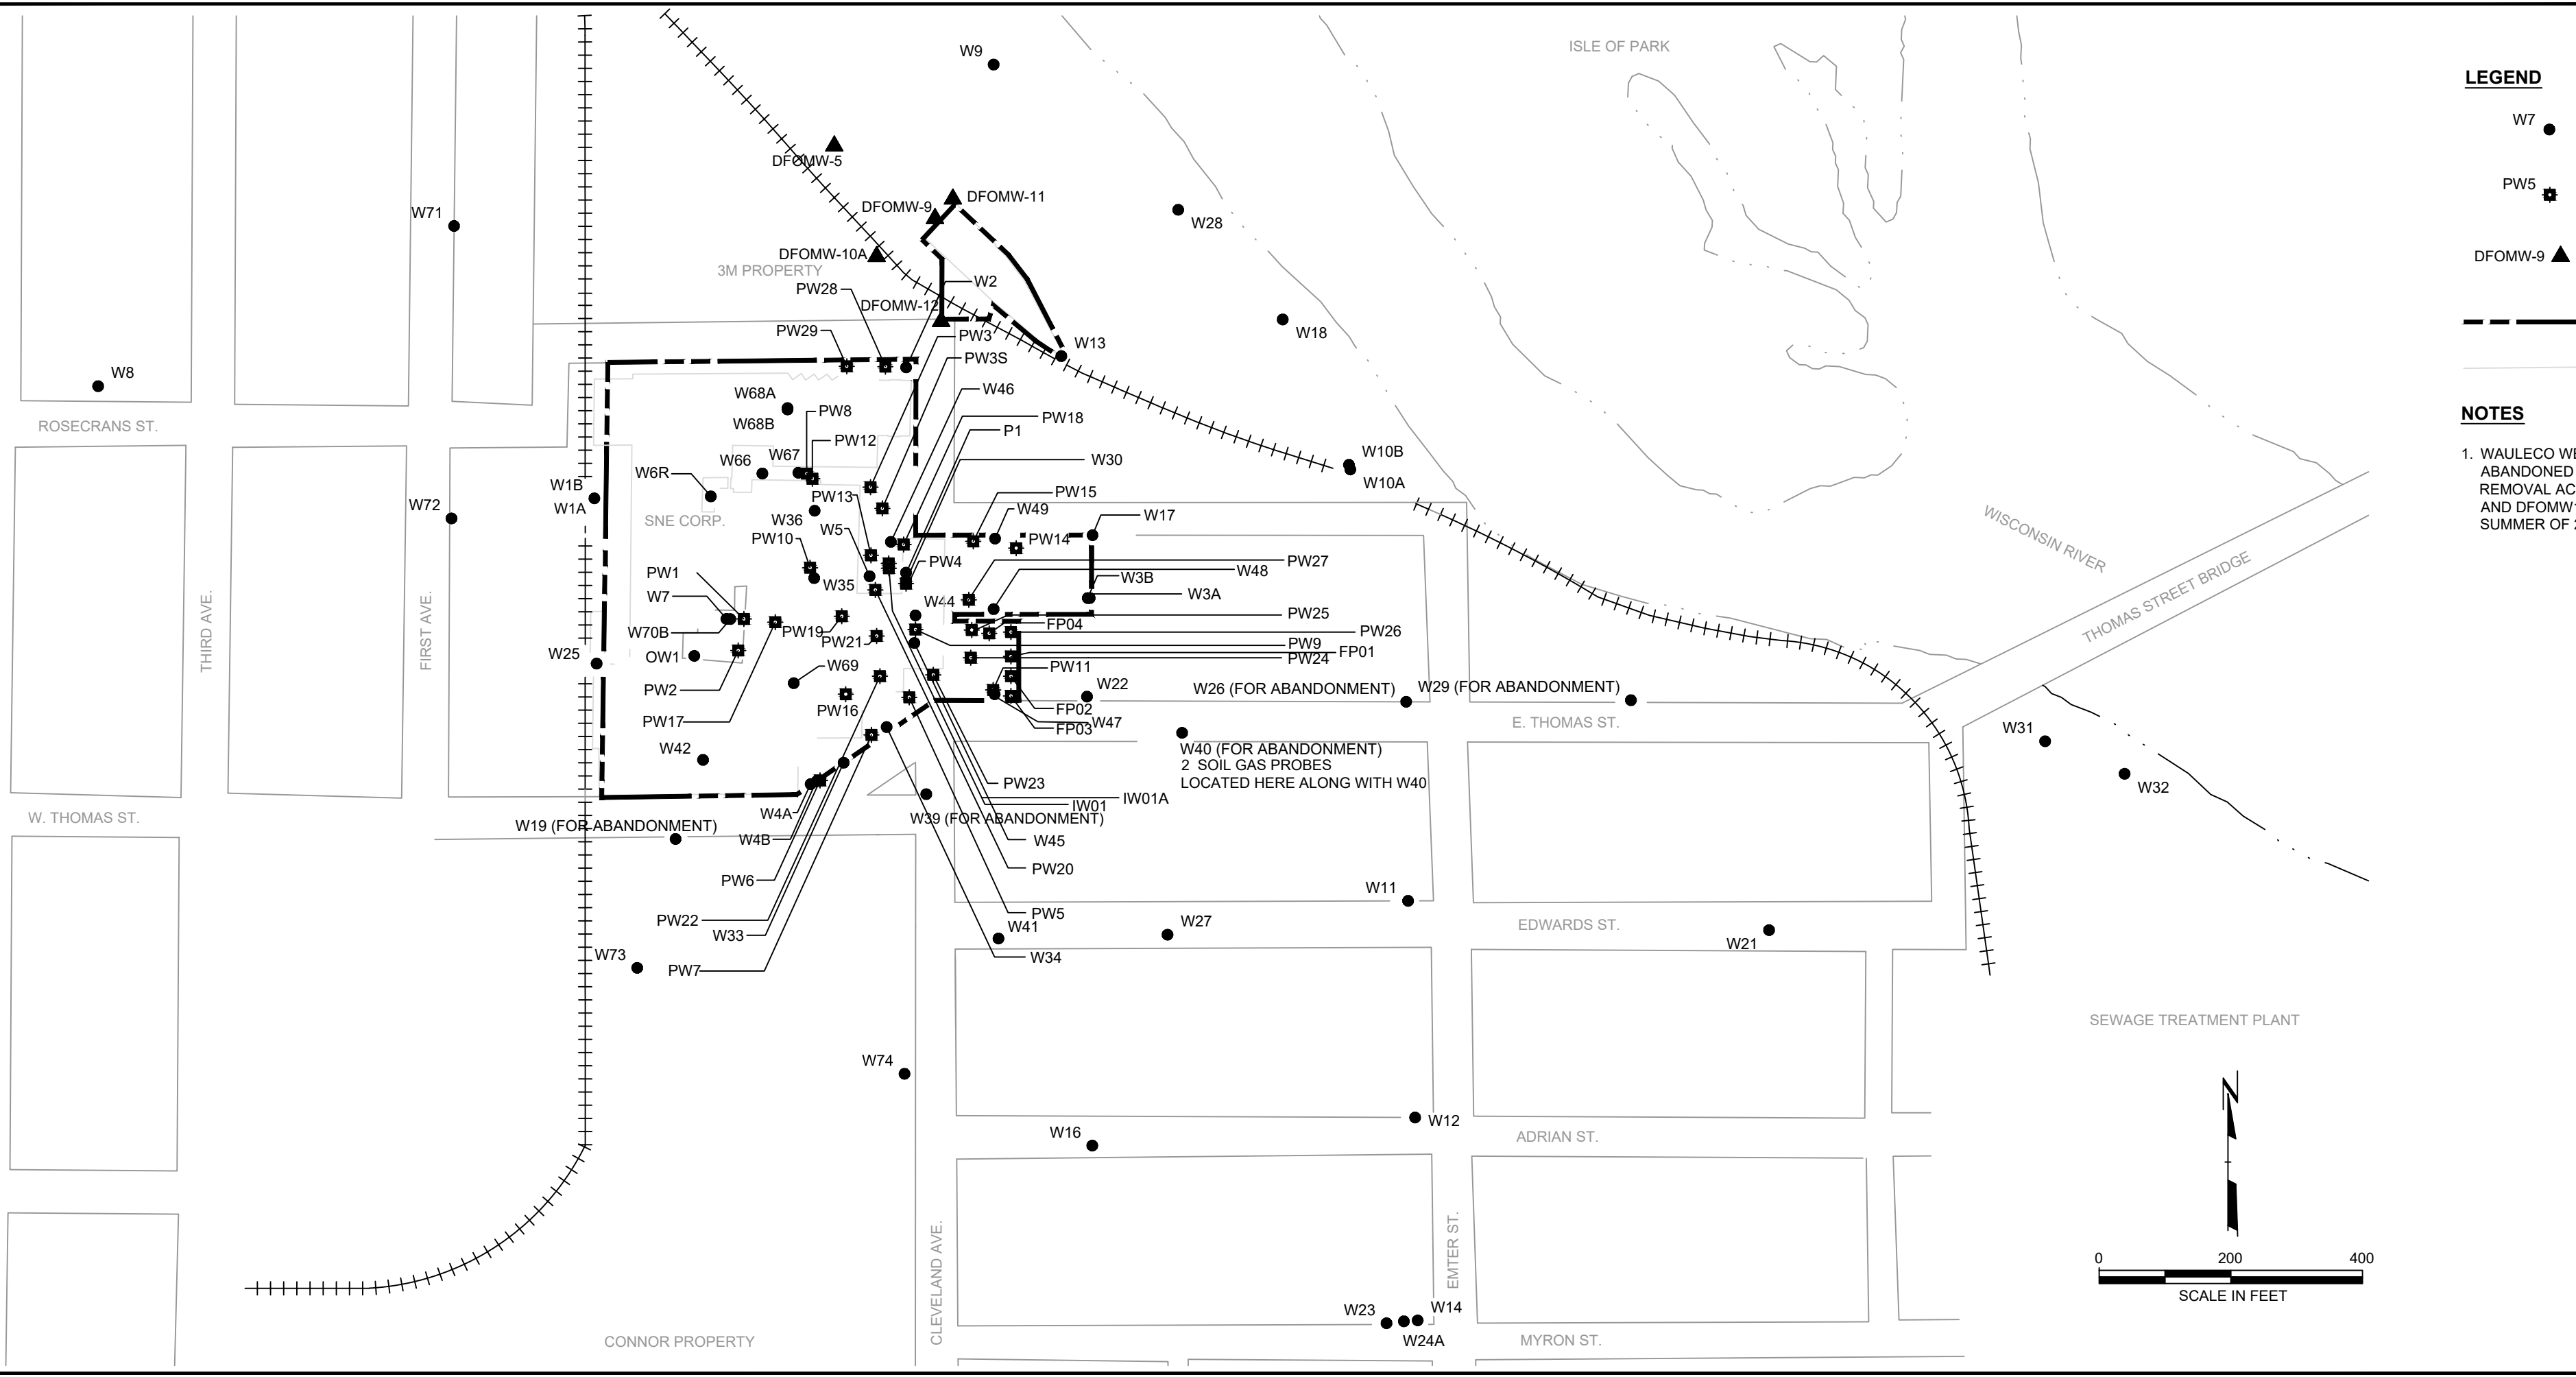 W9
ISLE OF PARK
LEGEND
W7
DFOMW-5
PW5
DFOMW-11
DFOMW-9
W71
W28
DFOMW-10A
DFOMW-9
3M PROPERTY
W2
PW28
DFOMW-12
PW29
PW3
W18
W13
PW3S
W8
W68A
W46
PW8
NOTES
PW18
W68B
P1
ROSECRANS ST.
PW12
W10B
1. WAULECO WE
W67
W66
W30
ABANDONED
W6R
W10A
W1B
PW13
PW15
REMOVAL AC
W72
W1A
W49
AND DFOMW1
SNE CORP.
W36
W17
WISCONSIN RIVER
SUMMER OF 2
W5
PW10
PW14
PW4
PW27
PW1
W48
W3B
W35
THOMAS STREET BRIDGE
W7
W3A
W44
PW25
FP04
W70B
PW19
PW26
THIRD AVE.
FIRST AVE.
PW21
PW9
W25
OW1
FP01
PW24
W69
PW11
PW2
W22
W26 (FOR ABANDONMENT)
W29 (FOR ABANDONMENT)
PW16
FP02
PW17
W47
E. THOMAS ST.
FP03
W31
W42
W40 (FOR ABANDONMENT)
2 SOIL GAS PROBES
LOCATED HERE ALONG WITH W40
PW23
W32
IW01A
IW01
W4A
W. THOMAS ST.
W39 (FOR ABANDONMENT)
W19 (FOR ABANDONMENT)
W4B
W45
PW20
PW6
W11
PW5
PW22
W27
EDWARDS ST.
W41
W33
W21
W73
W34
PW7
SEWAGE TREATMENT PLANT
W74
N
W12
W16
ADRIAN ST.
CLEVELAND AVE.
EMTER ST.
0 200 400
SCALE IN FEET
W23
W14
CONNOR PROPERTY
W24A
MYRON ST.